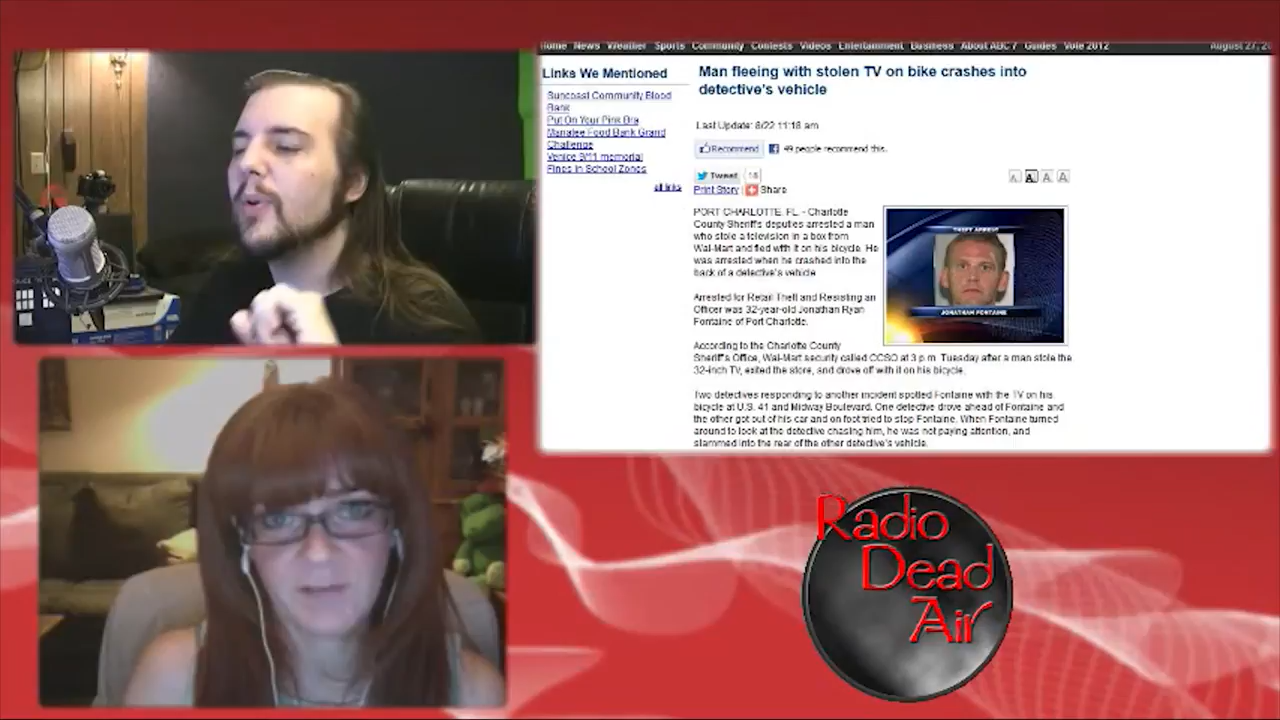 Home News Weather Sports Community Contests Videos Entertainment Business About ABC 7 Guides Vote 2012
August 27, 20
Links We Mentioned
Suncoast Community Blood
Bank
Put On Your Pink Bra
Manatee Food Bank Grand
Challenge
Venice 9/11 memorial
Fines in School Zones
all links
Man fleeing with stolen TV on bike crashes into
detective's vehicle
Last Update: 8/22 11:18 am
Recommend 49 people recommend this.
Tweet 18
Print Story Share
A A A A
PORT CHARLOTTE, FL - Charlotte
County Sheriff's deputies arrested a man
who stole a television in a box from
Wal-Mart and fled with it on his bicycle. He
was arrested when he crashed into the
back of a detective's vehicle
THEFT ARREST
JONATHAN FONTAINE
Arrested for Retail Theft and Resisting an
Officer was 32-year-old Jonathan Ryan
Fontaine of Port Charlotte.
According to the Charlotte County
Sheriff's Office, Wal-Mart security called CCSO at 3 p.m. Tuesday after a man stole the
32-inch TV, exited the store, and drove off with it on his bicycle.
Two detectives responding to another incident spotted Fontaine with the TV on his
bicycle at U.S. 41 and Midway Boulevard. One detective drove ahead of Fontaine and
the other got out of his car and on foot tried to stop Fontaine. When Fontaine turned
around to look at the detective chasing him, he was not paying attention, and
slammed into the rear of the other detective's vehicle.
Radio
Dead
Air